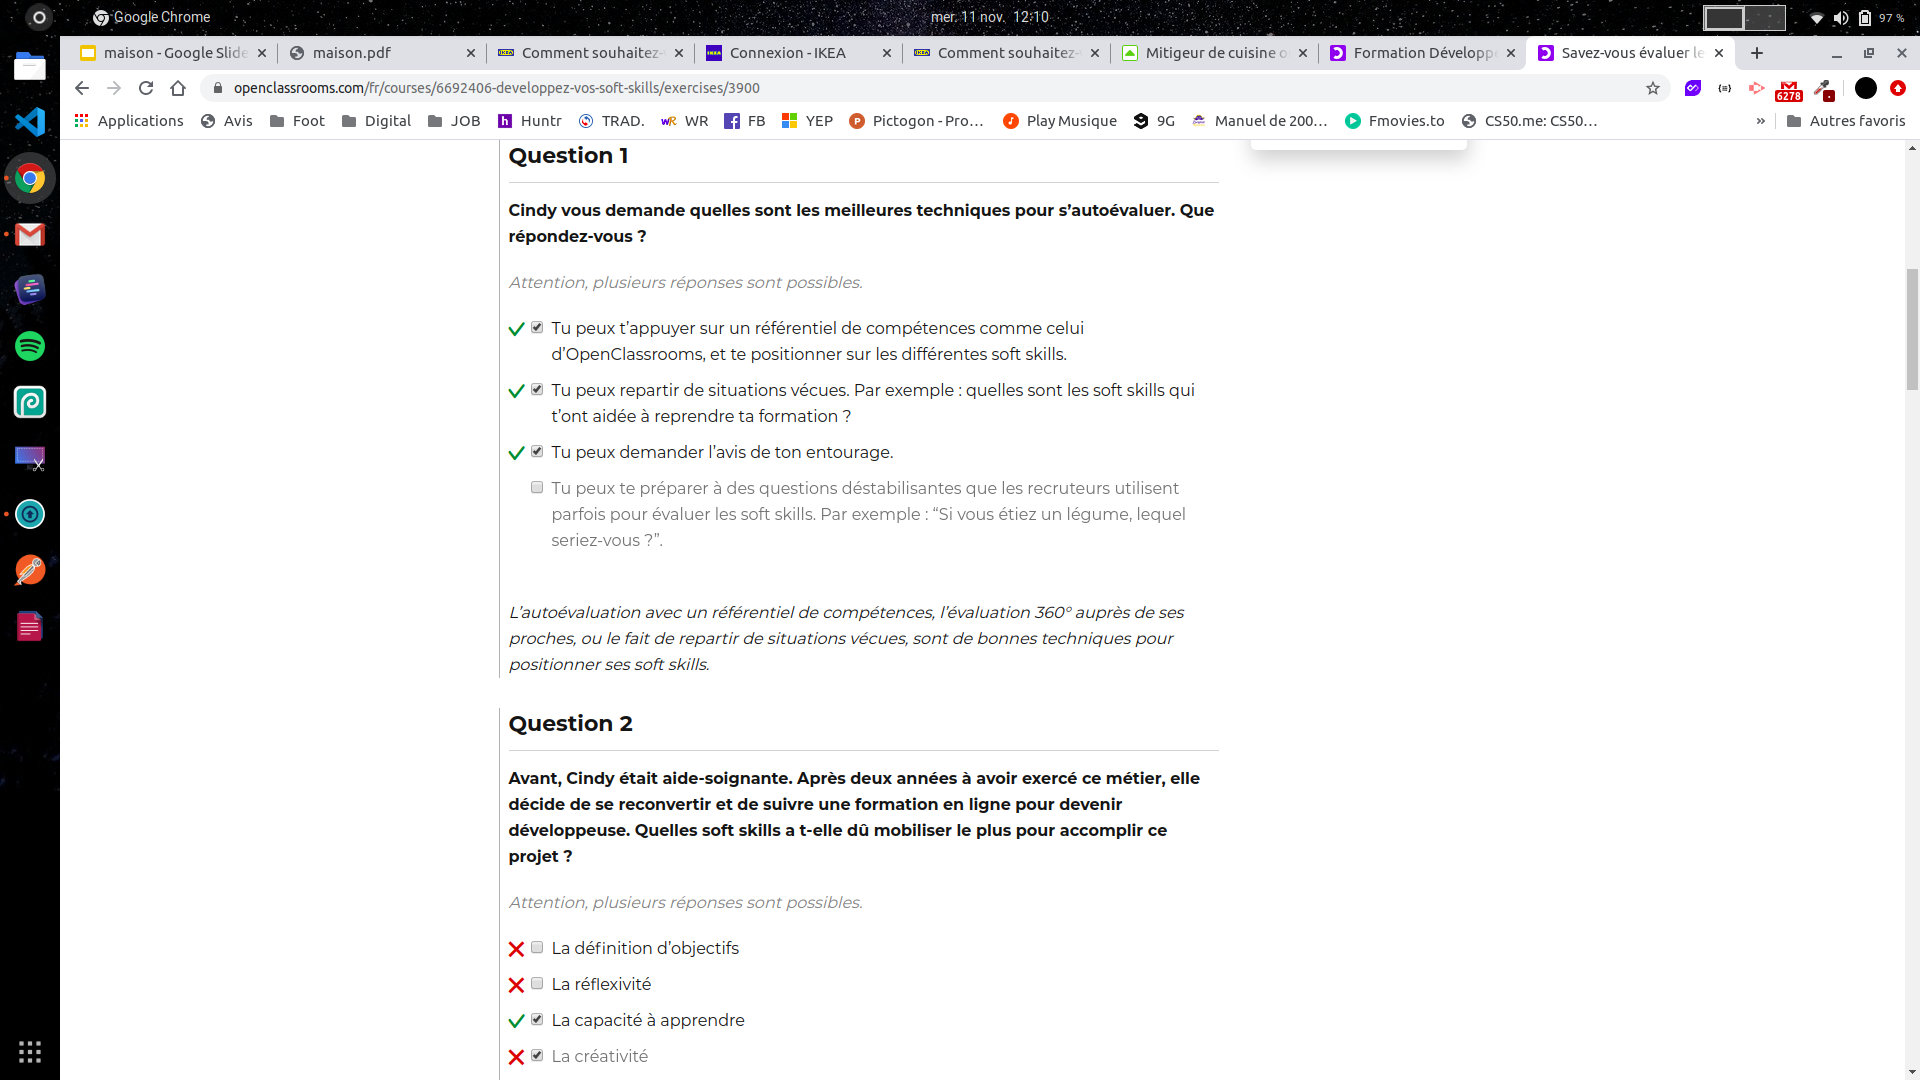 Google Chrome
mer. 11 nov.  12:10
97 %
maison - Google Slide
maison.pdf
Comment souhaitez-
Connexion - IKEA
Comment souhaitez-
Mitigeur de cuisine o
Formation Développe
Savez-vous évaluer le
openclassrooms.com/fr/courses/6692406-developpez-vos-soft-skills/exercises/3900
6278
Applications
Avis
Foot
Digital
JOB
Huntr
TRAD.
WR
FB
YEP
Pictogon - Pro…
Play Musique
9G
Manuel de 200…
Fmovies.to
CS50.me: CS50…
»
Autres favoris
Question 1
Cindy vous demande quelles sont les meilleures techniques pour s’autoévaluer. Que
répondez-vous ?
Attention, plusieurs réponses sont possibles.
Tu peux t’appuyer sur un référentiel de compétences comme celui
d’OpenClassrooms, et te positionner sur les différentes soft skills.
Tu peux repartir de situations vécues. Par exemple : quelles sont les soft skills qui
t’ont aidée à reprendre ta formation ?
Tu peux demander l’avis de ton entourage.
Tu peux te préparer à des questions déstabilisantes que les recruteurs utilisent
parfois pour évaluer les soft skills. Par exemple : “Si vous étiez un légume, lequel
seriez-vous ?”.
L’autoévaluation avec un référentiel de compétences, l’évaluation 360° auprès de ses
proches, ou le fait de repartir de situations vécues, sont de bonnes techniques pour
positionner ses soft skills.
Question 2
Avant, Cindy était aide-soignante. Après deux années à avoir exercé ce métier, elle
décide de se reconvertir et de suivre une formation en ligne pour devenir
développeuse. Quelles soft skills a t-elle dû mobiliser le plus pour accomplir ce
projet ?
Attention, plusieurs réponses sont possibles.
La définition d’objectifs
La réflexivité
La capacité à apprendre
La créativité